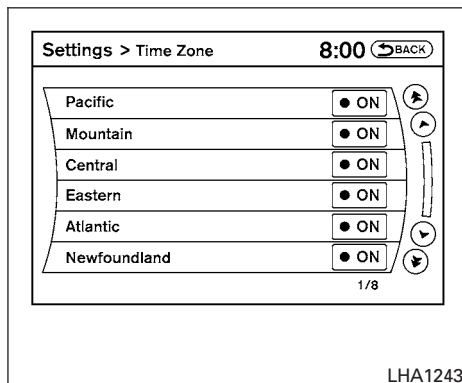 Settings > Time Zone 8:00 BACK
Pacific ON
Mountain ON
Central ON
Eastern ON
Atlantic ON
Newfoundland ON
1/8
LHA1243